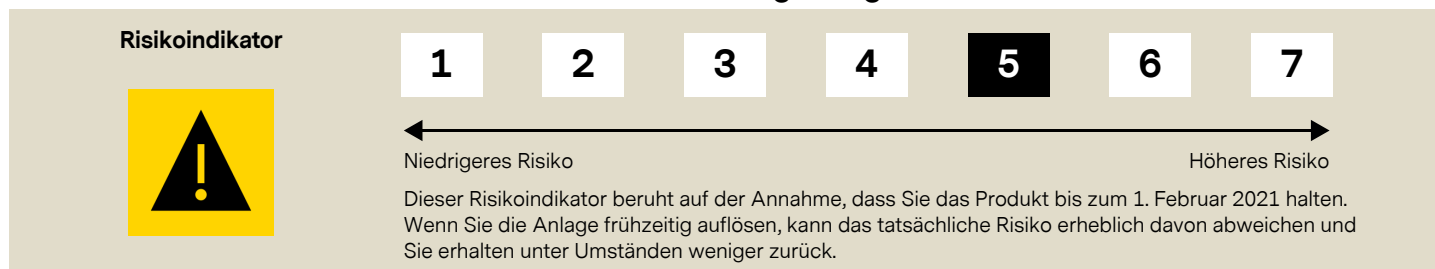 Risikoindikator
1 2 3 4 5 6 7
Niedrigeres Risiko Höheres Risiko
Dieser Risikoindikator beruht auf der Annahme, dass Sie das Produkt bis zum 1. Februar 2021 halten.
Wenn Sie die Anlage frühzeitig auflösen, kann das tatsächliche Risiko erheblich davon abweichen und
Sie erhalten unter Umständen weniger zurück.